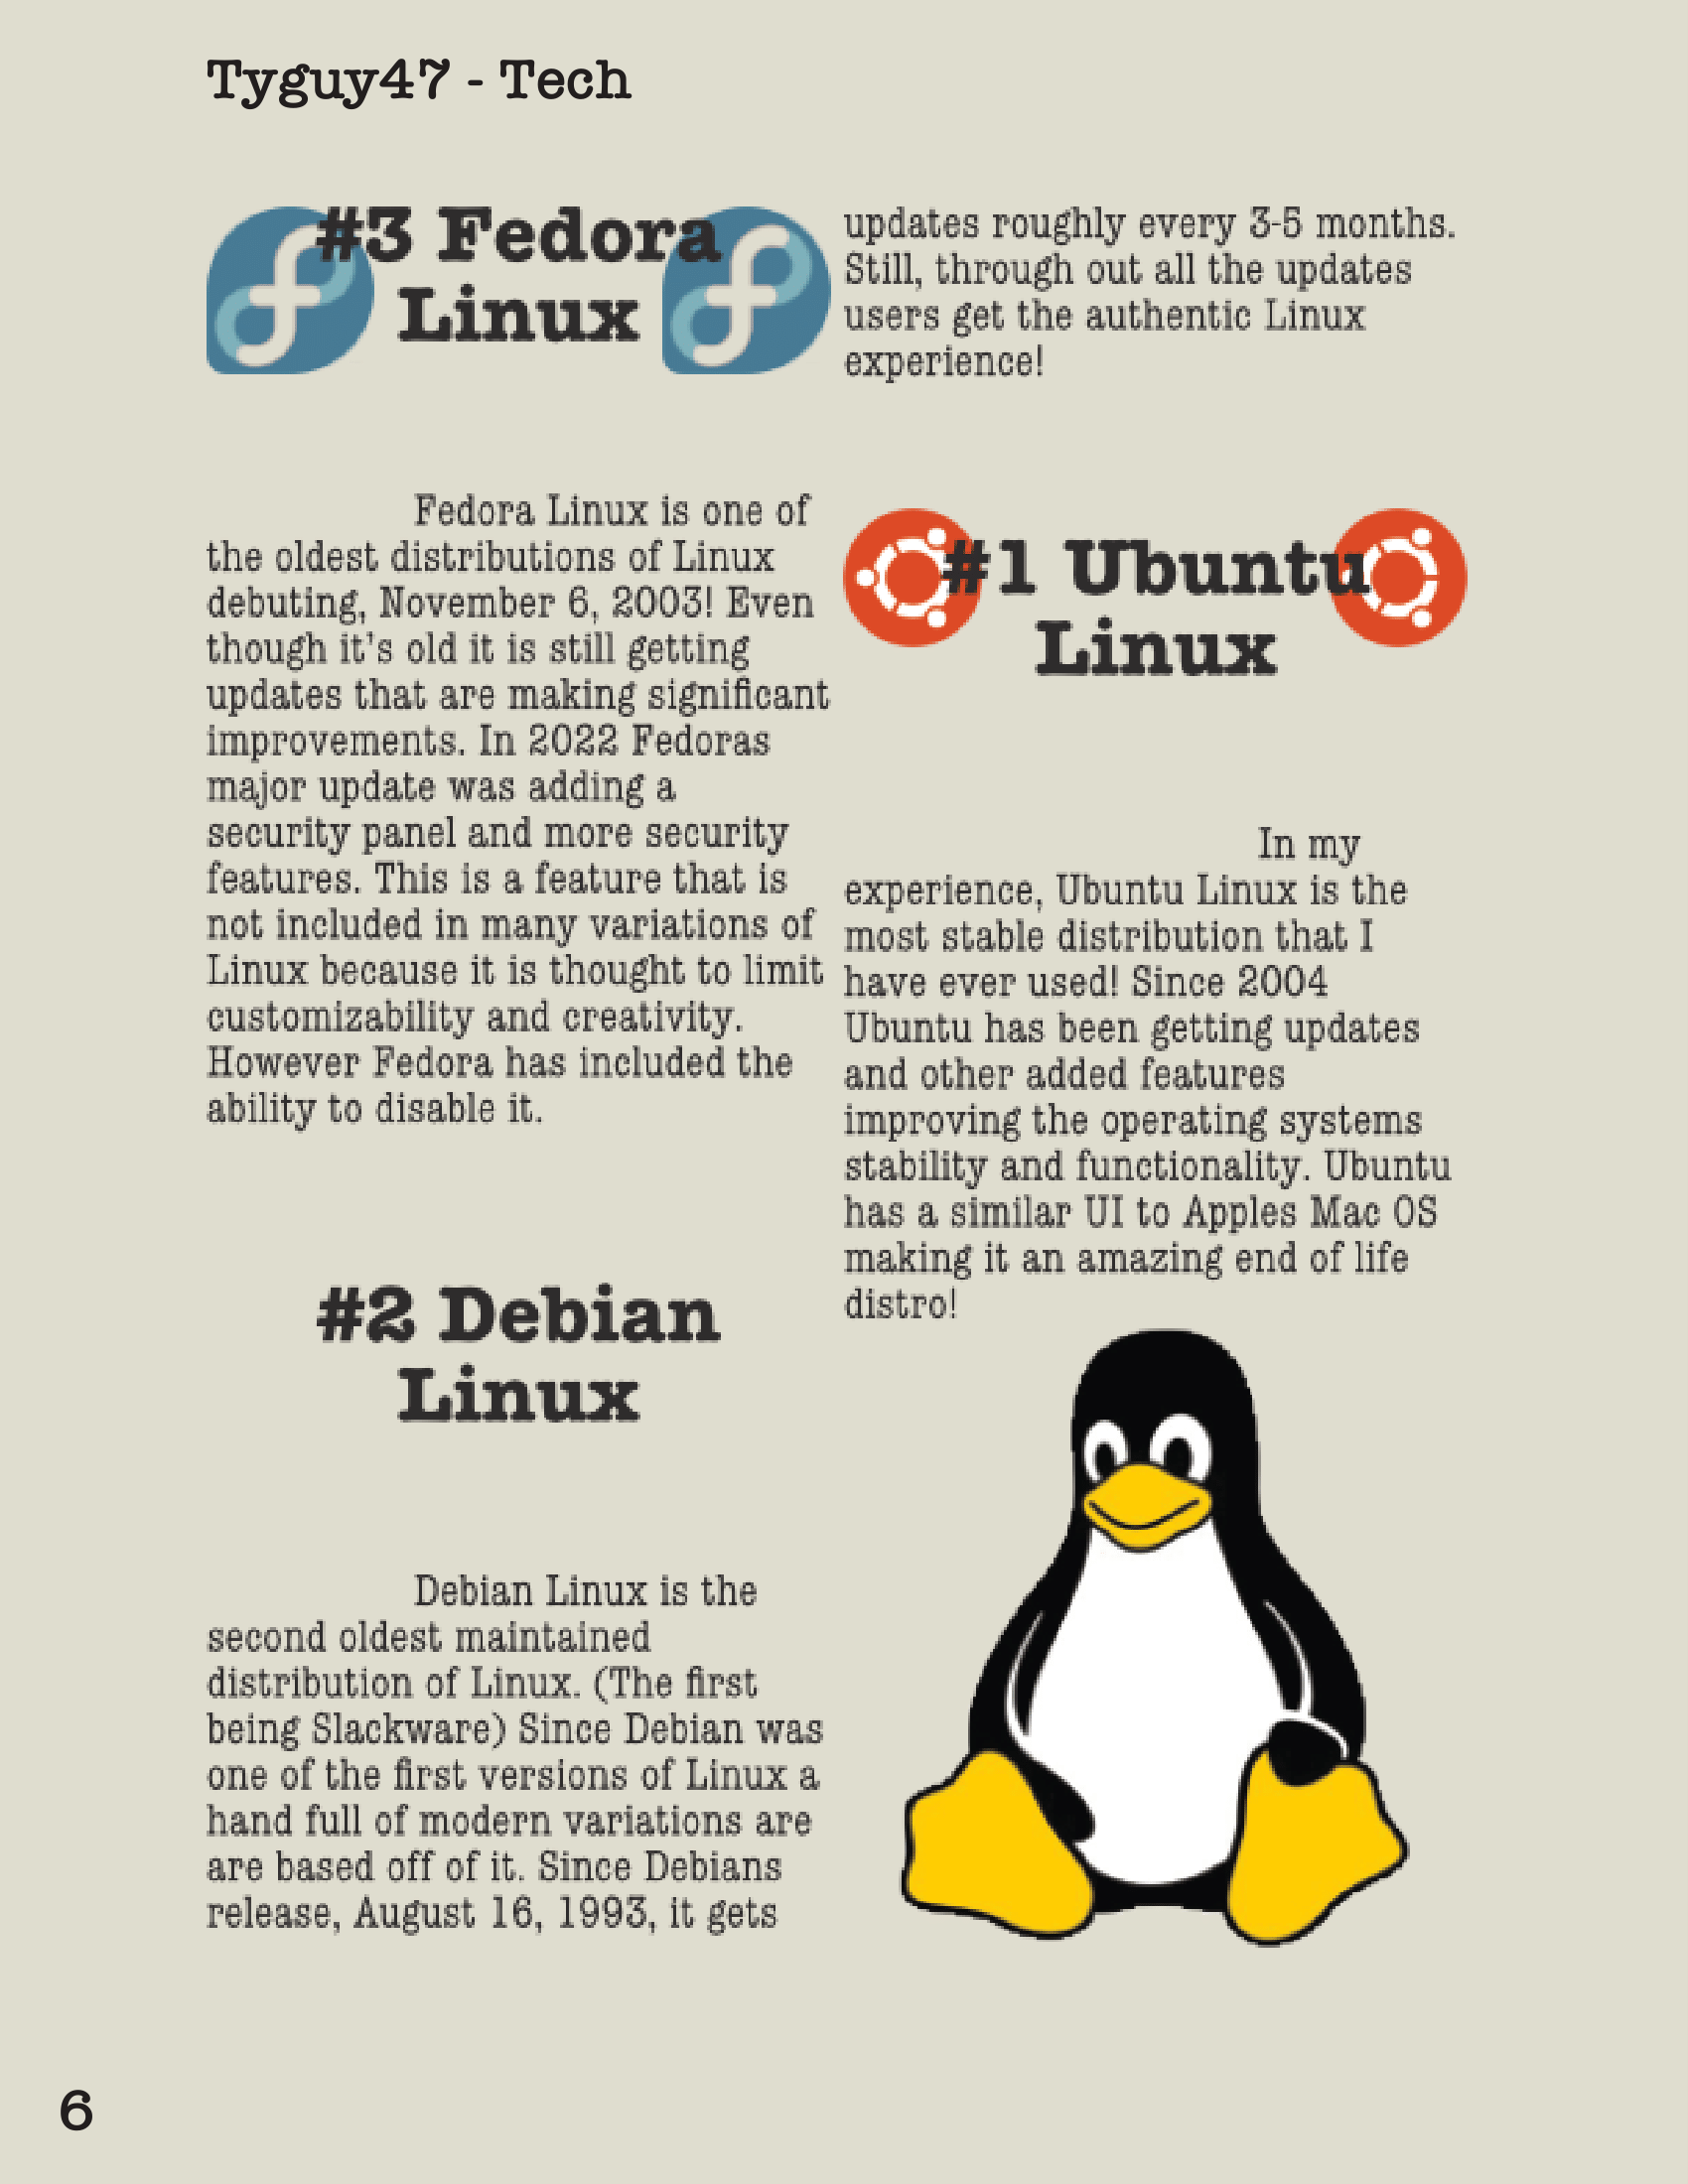 Tyguy47 - Tech
#3 Fedora
Linux
Fedora Linux is one of
the oldest distributions of Linux
debuting, November 6, 2003! Even
though it's old it is still getting
updates that are making significant
improvements. In 2022 Fedoras
major update was adding a
security panel and more security
features. This is a feature that is
not included in many variations of
Linux because it is thought to limit
customizability and creativity.
However Fedora has included the
ability to disable it.
#2 Debian
Linux
Debian Linux is the
second oldest maintained
distribution of Linux. (The first
being Slackware) Since Debian was
one of the first versions of Linux a
hand full of modern variations are
are based off of it. Since Debians
release, August 16, 1993, it gets
updates roughly every 3-5 months.
Still, through out all the updates
users get the authentic Linux
experience!
#1 Ubuntu
Linux
In my
experience, Ubuntu Linux is the
most stable distribution that I
have ever used! Since 2004
Ubuntu has been getting updates
and other added features
improving the operating systems
stability and functionality. Ubuntu
has a similar UI to Apples Mac OS
making it an amazing end of life
distro!
6